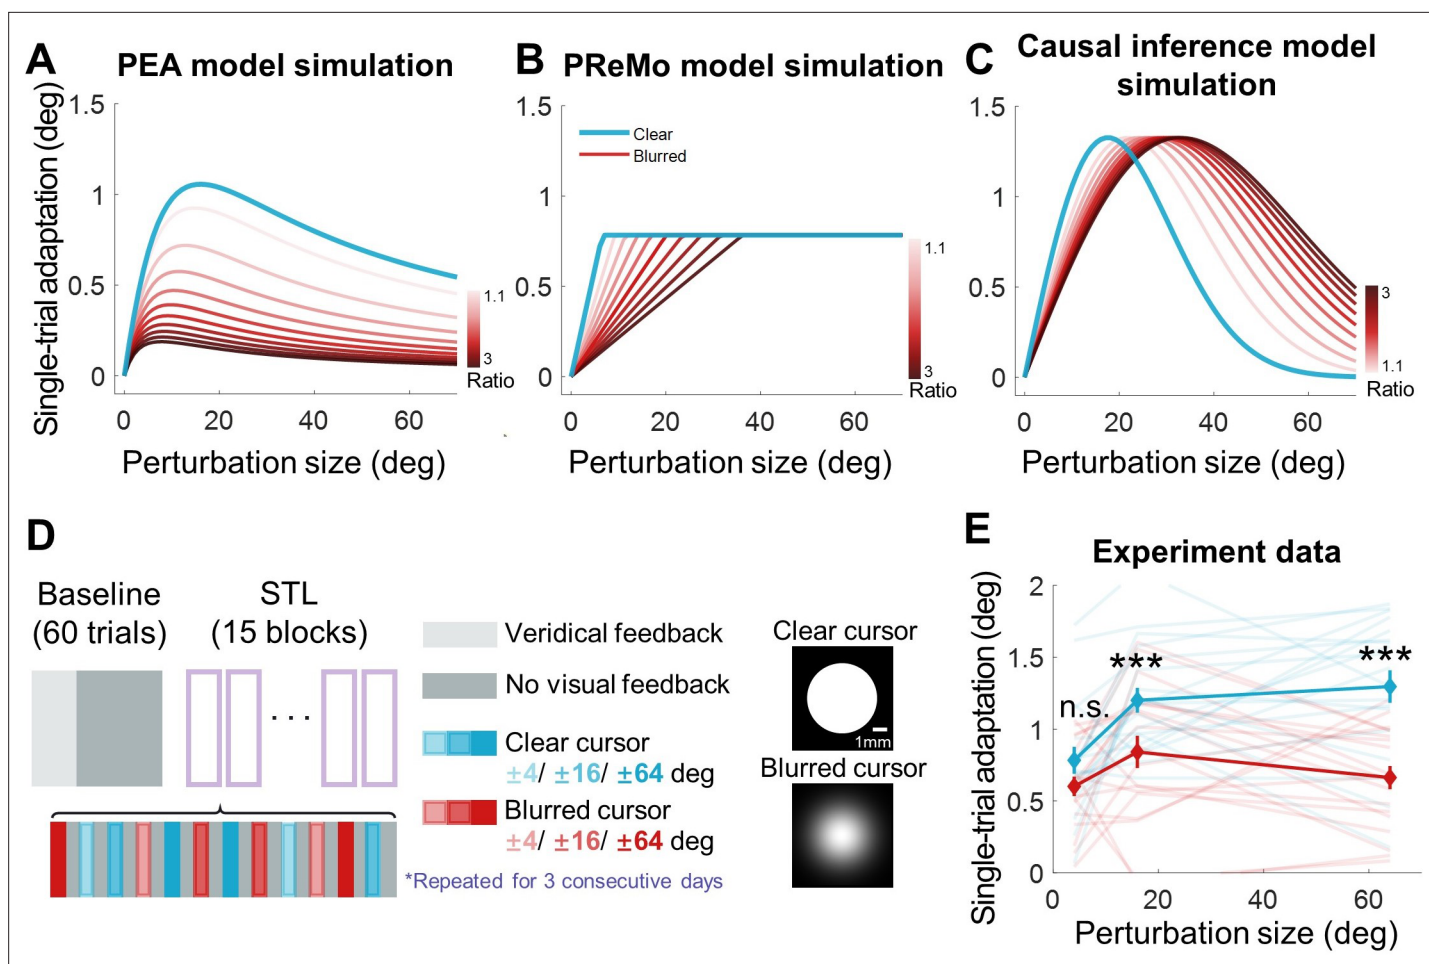 A
PEA model simulation
Single-trial adaptation (deg)
1.5
1
0.5
0
0
20
40
60
Perturbation size (deg)
1.1
3
Ratio
B
PReMo model simulation
1.5
1
0.5
0
Clear
Blurred
0
20
40
60
Perturbation size (deg)
1.1
3
Ratio
C
Causal inference model
simulation
1.5
1
0.5
0
0
20
40
60
Perturbation size (deg)
3
1.1
Ratio
D
Baseline
(60 trials)
STL
(15 blocks)
. . .
Veridical feedback
No visual feedback
Clear cursor
±4/ ±16/ ±64 deg
Blurred cursor
±4/ ±16/ ±64 deg
*Repeated for 3 consecutive days
Clear cursor
1mm
Blurred cursor
E
Experiment data
Single-trial adaptation (deg)
2
1.5
1
0.5
0
n.s.
***
***
0
20
40
60
Perturbation size (deg)